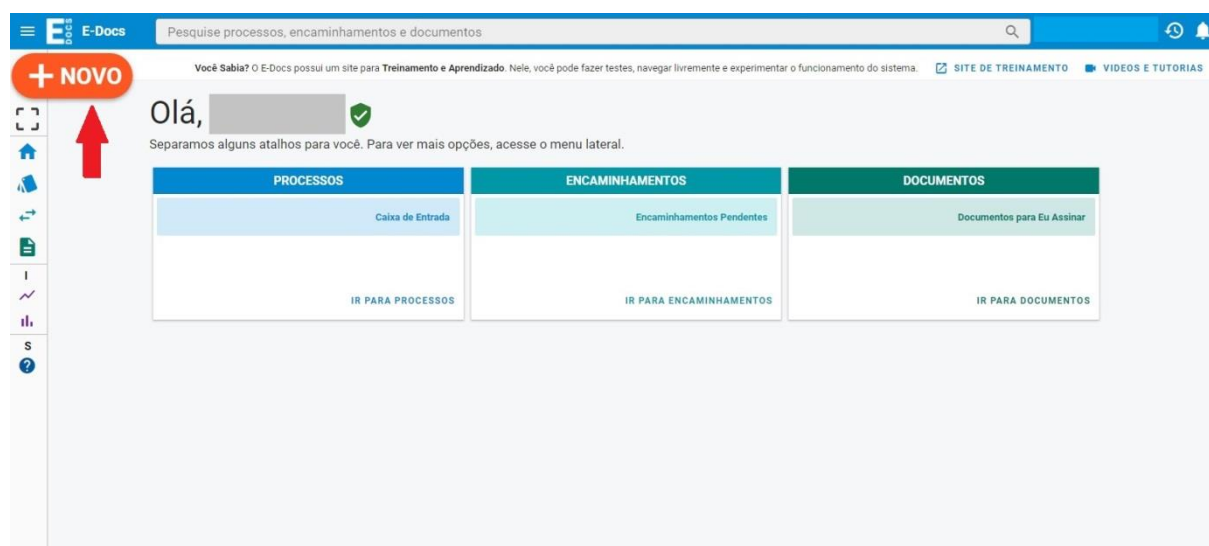 E DOCS E-Docs Pesquise processos, encaminhamentos e documentos
+ NOVO
Você Sabia? O E-Docs possui um site para Treinamento e Aprendizado. Nele, você pode fazer testes, navegar livremente e experimentar o funcionamento do sistema. SITE DE TREINAMENTO VIDEOS E TUTORIAS
Olá,
Separamos alguns atalhos para você. Para ver mais opções, acesse o menu lateral.
PROCESSOS ENCAMINHAMENTOS DOCUMENTOS
Caixa de Entrada Encaminhamentos Pendentes Documentos para Eu Assinar
I
IR PARA PROCESSOS IR PARA ENCAMINHAMENTOS IR PARA DOCUMENTOS
S